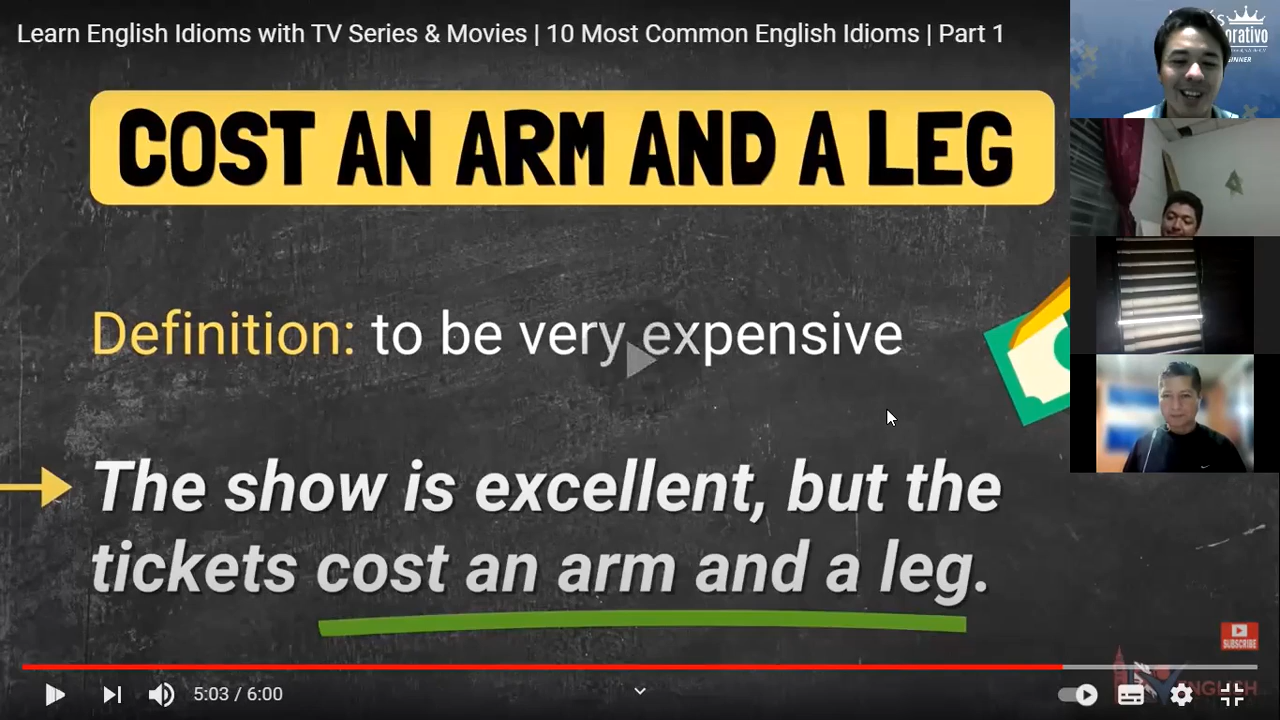 Learn English Idioms with TV Series & Movies | 10 Most Common English Idioms | Part 1
COST AN ARM AND A LEG
Definition: to be very expensive
The show is excellent, but the
tickets cost an arm and a leg.
SUBSCRIBE
ENGLISH
5:03 / 6:00